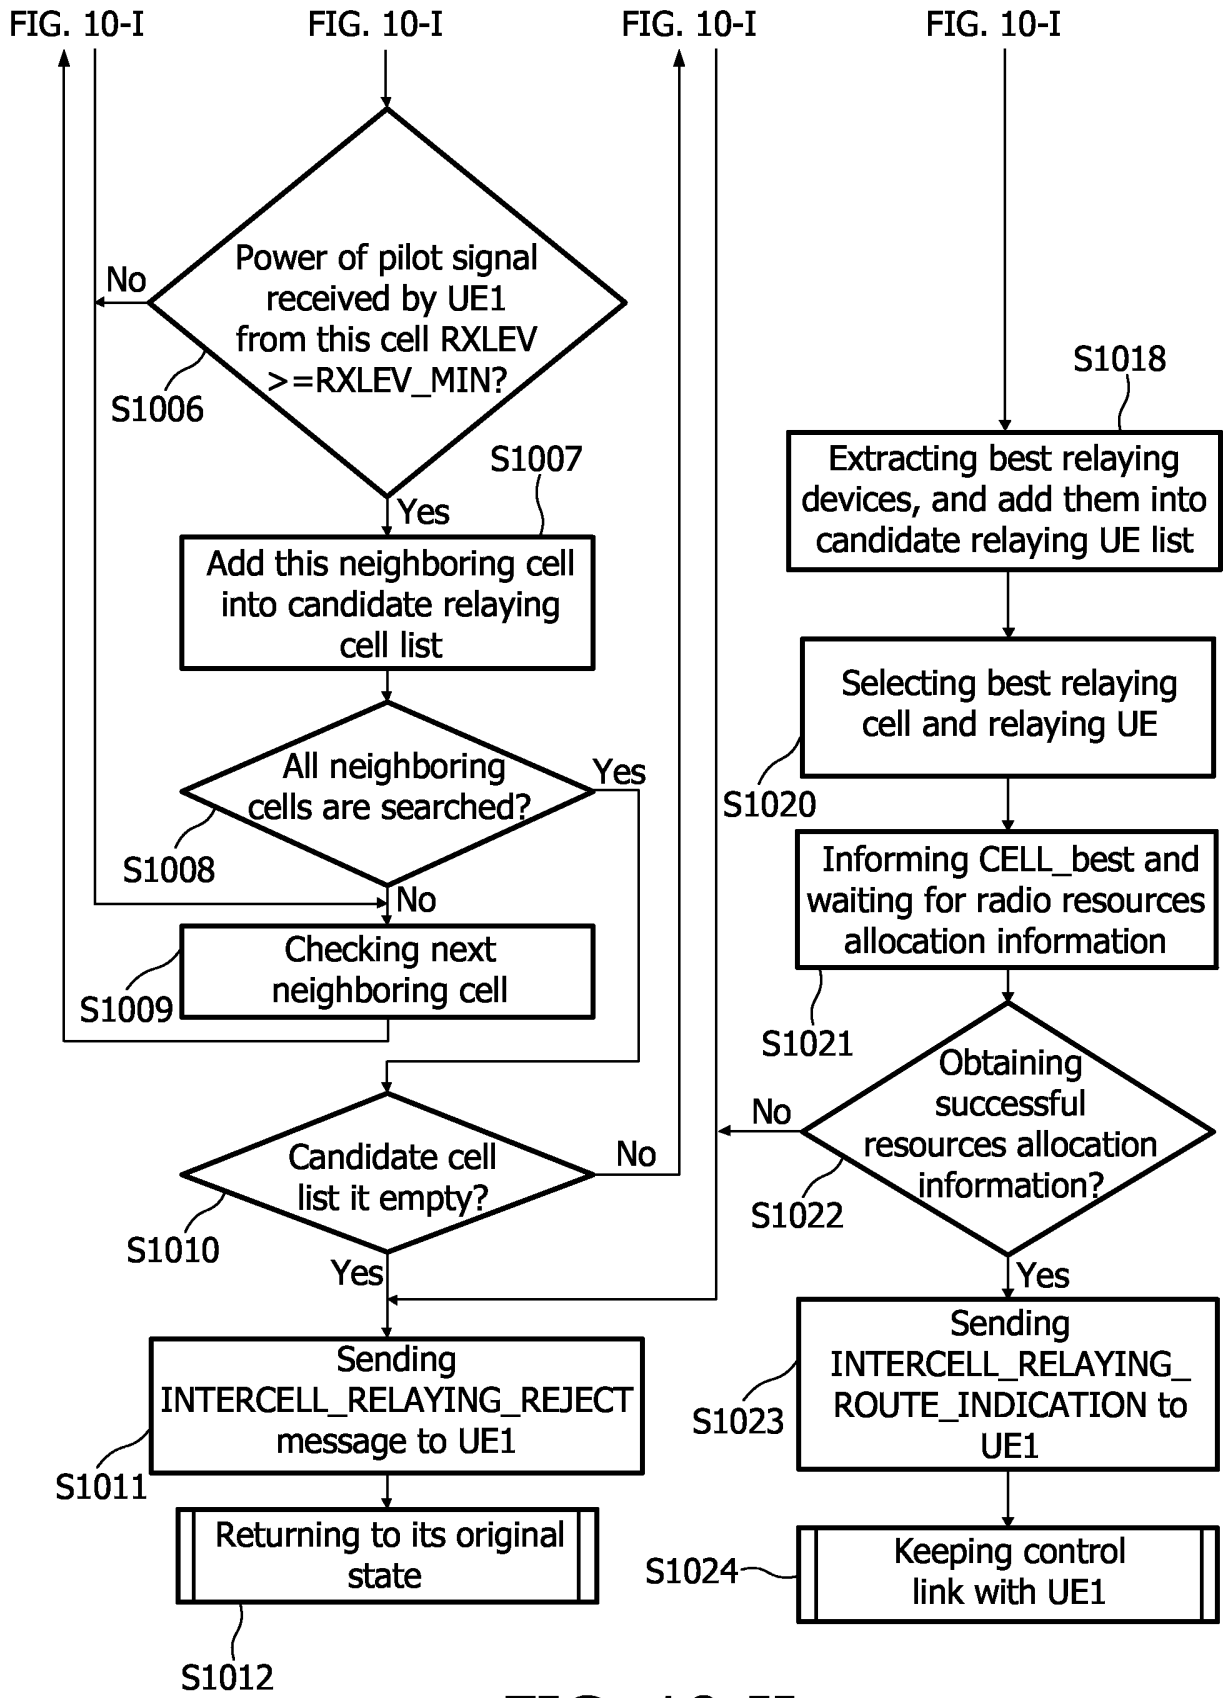 FIG. 10-I
FIG. 10-I
FIG. 10-I
FIG. 10-I
Power of pilot signal
received by UE1
from this cell RXLEV
>=RXLEV_MIN?
No
S1006
Yes
S1007
Add this neighboring cell
into candidate relaying
cell list
All neighboring
cells are searched?
Yes
S1008
No
Checking next
neighboring cell
S1009
Candidate cell
list it empty?
No
S1010
Yes
Sending
INTERCELL_RELAYING_REJECT
message to UE1
S1011
Returning to its original
state
S1012
S1018
Extracting best relaying
devices, and add them into
candidate relaying UE list
Selecting best relaying
cell and relaying UE
S1020
Informing CELL_best and
waiting for radio resources
allocation information
S1021
Obtaining
successful
resources allocation
information?
No
S1022
Yes
Sending
INTERCELL_RELAYING_
ROUTE_INDICATION to
UE1
S1023
Keeping control
link with UE1
S1024